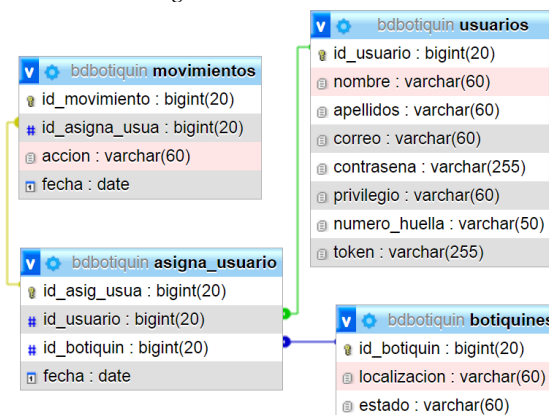 bdbotiquin movimientos
id_movimiento : bigint(20)
id_asigna_usua : bigint(20)
accion : varchar(60)
fecha : date
bdbotiquin usuarios
id_usuario : bigint(20)
nombre : varchar(60)
apellidos : varchar(60)
correo : varchar(60)
contrasena : varchar(255)
privilegio : varchar(60)
numero_huella : varchar(50)
token : varchar(255)
bdbotiquin asigna_usuario
id_asig_usua : bigint(20)
id_usuario : bigint(20)
id_botiquin : bigint(20)
fecha : date
bdbotiquin botiquines
id_botiquin : bigint(20)
localizacion : varchar(60)
estado : varchar(60)